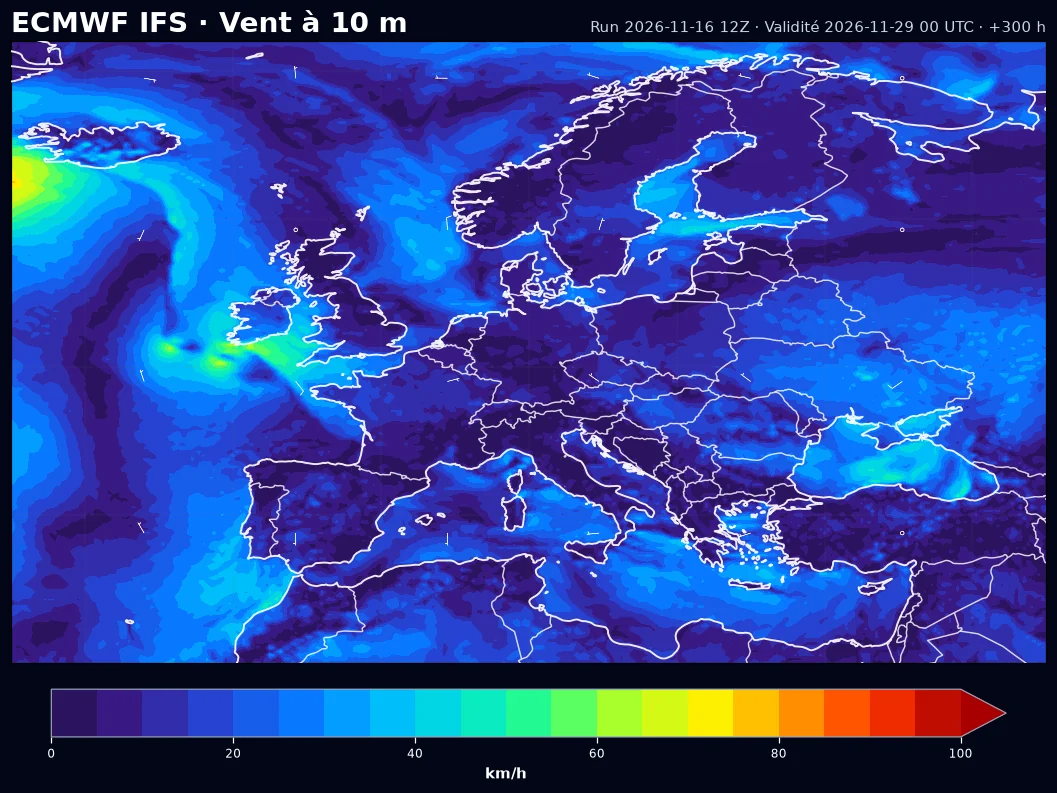 ECMWF IFS · Vent à 10 m
Run 2026-11-16 12Z · Validité 2026-11-29 00 UTC · +300 h
0 20 40 60 80 100
km/h